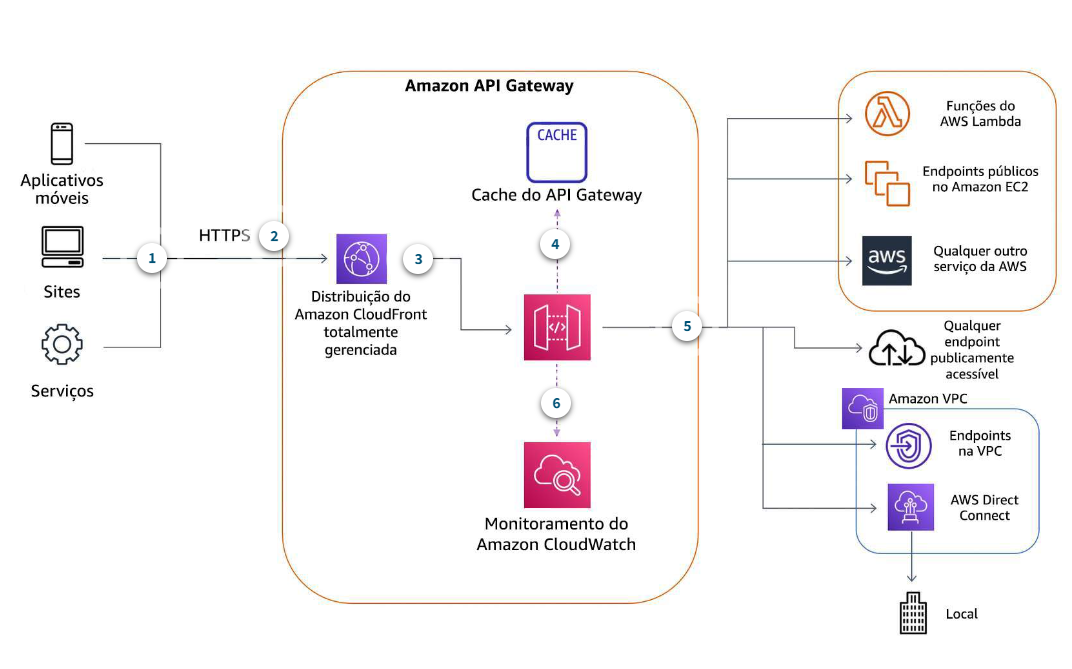 Amazon API Gateway
CACHE
Cache do API Gateway
Aplicativos
móveis
Sites
Serviços
1
HTTPS
2
Distribuição do
Amazon CloudFront
totalmente
gerenciada
3
4
</>
5
6
Monitoramento do
Amazon CloudWatch
Funções do
AWS Lambda
Endpoints públicos
no Amazon EC2
aws
Qualquer outro
serviço da AWS
Qualquer
endpoint
publicamente
acessível
Amazon VPC
Endpoints
na VPC
AWS Direct
Connect
Local